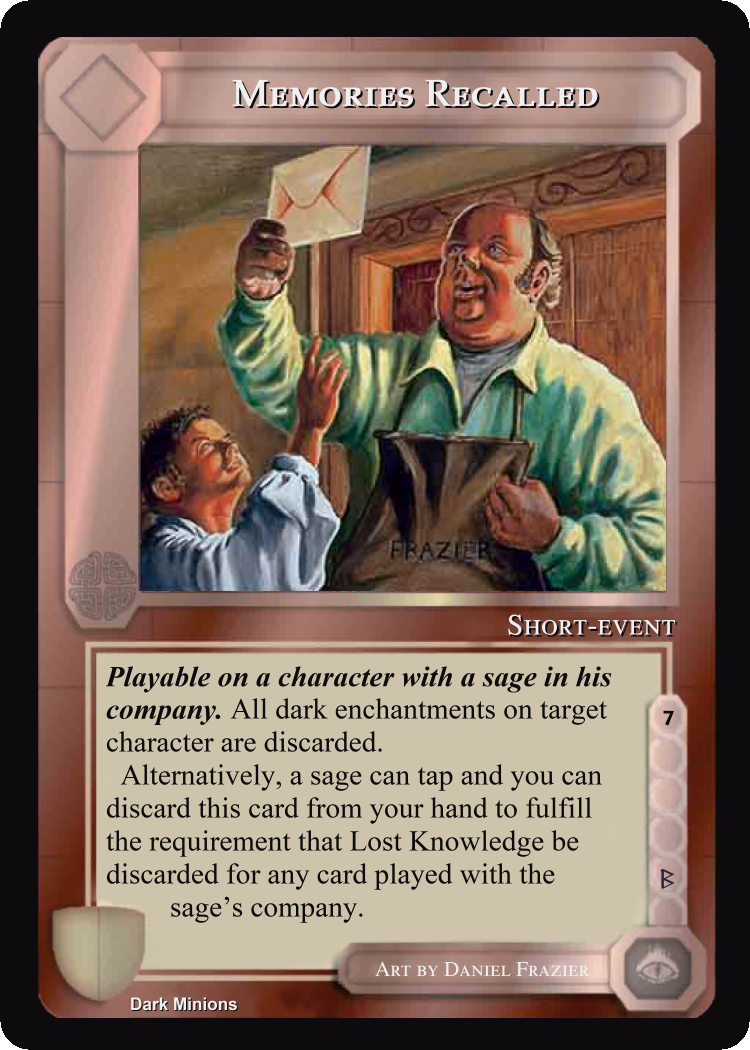 Memories Recalled
FRAZIER
Short-event
Playable on a character with a sage in his
company. All dark enchantments on target
character are discarded.
Alternatively, a sage can tap and you can
discard this card from your hand to fulfill
the requirement that Lost Knowledge be
discarded for any card played with the
sage's company.
7
ᛒ
Art by Daniel Frazier
Dark Minions